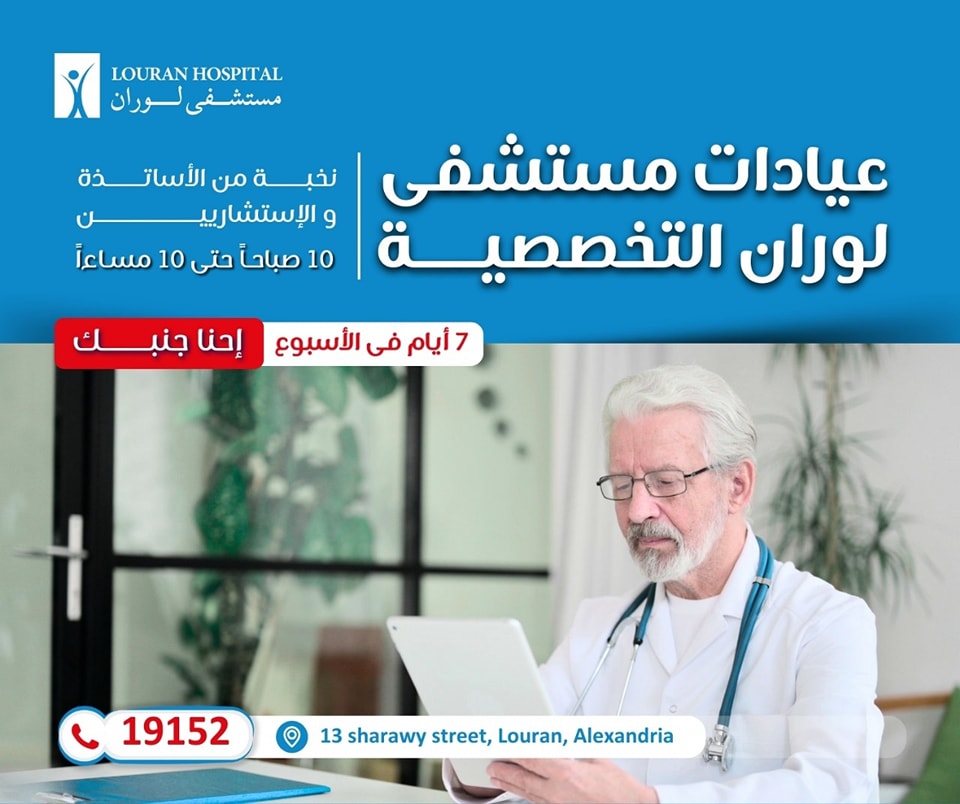 LOURAN HOSPITAL
مستشفى لوران
عيادات مستشفى
لوران التخصصية
نخبة من الأساتذة
و الإستشاريين
10 صباحاً حتى 10 مساءاً
7 أيام فى الأسبوع
إحنا جنبك
19152
13 sharawy street, Louran, Alexandria